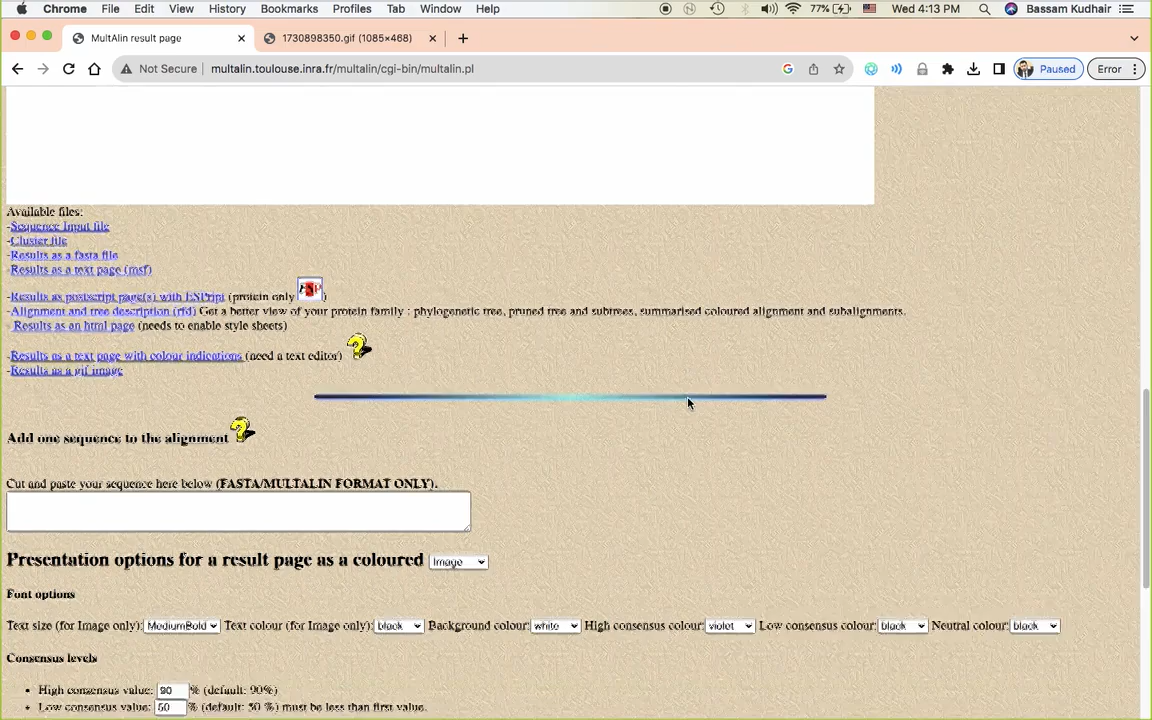 Chrome File Edit View History Bookmarks Profiles Tab Window Help 77% Wed 4:13 PM Bassam Kudhair
MultAlin result page 1730898350.gif (1085×468)
Not Secure multalin.toulouse.inra.fr/multalin/cgi-bin/multalin.pl Paused Error
Available files:
-Sequence Input file
-Cluster file
-Results as a fasta file
-Results as a text page (msf)
-Results as postscript page(s) with ESPript (protein only )
-Alignment and tree description (rfd) Get a better view of your protein family : phylogenetic tree, pruned tree and subtrees, summarised coloured alignment and subalignments.
- Results as an html page (needs to enable style sheets)
-Results as a text page with colour indications (need a text editor)
-Results as a gif image
Add one sequence to the alignment
Cut and paste your sequence here below (FASTA/MULTALIN FORMAT ONLY).
Presentation options for a result page as a coloured Image
Font options
Text size (for Image only): MediumBold Text colour (for Image only): black Background colour: white High consensus colour: violet Low consensus colour: black Neutral colour: black
Consensus levels
• High consensus value: 90 % (default: 90%)
• Low consensus value: 50 % (default: 50 %) must be less than first value.